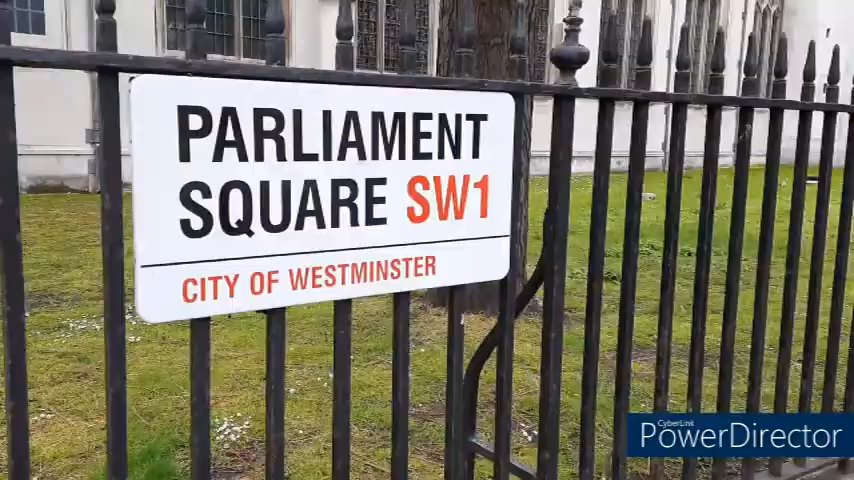 PARLIAMENT
SQUARE SW1
CITY OF WESTMINSTER
CyberLink
PowerDirector